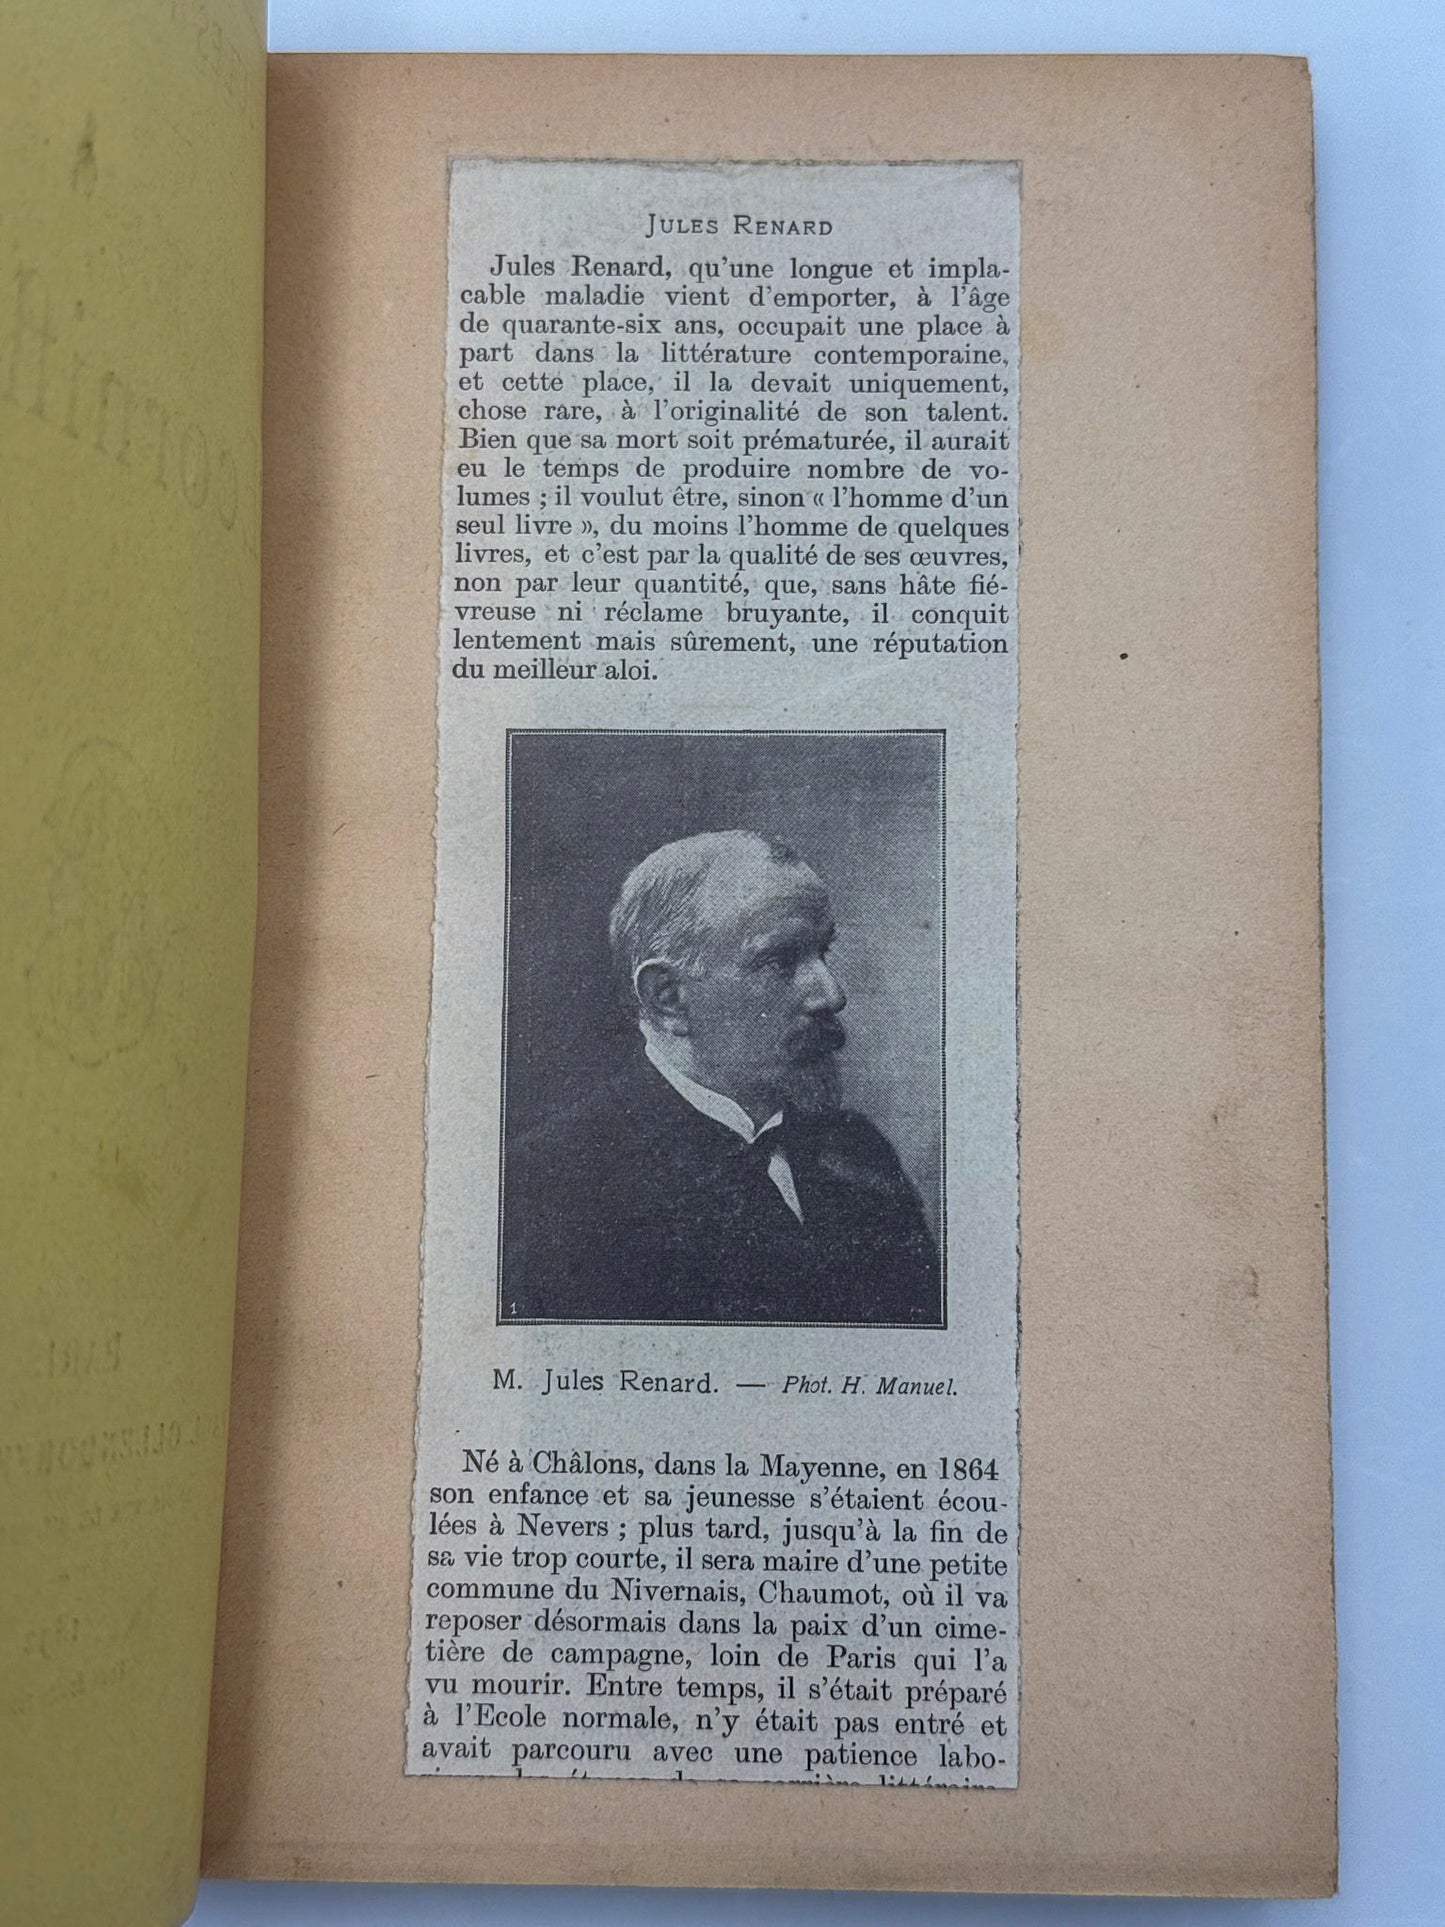 JULES RENARD
Jules Renard, qu'une longue et impla-
cable maladie vient d'emporter, à l'âge
de quarante-six ans, occupait une place à
part dans la littérature contemporaine,
et cette place, il la devait uniquement,
chose rare, à l'originalité de son talent.
Bien que sa mort soit prématurée, il aurait
eu le temps de produire nombre de vo-
lumes ; il voulut être, sinon « l'homme d'un
seul livre », du moins l'homme de quelques
livres, et c'est par la qualité de ses œuvres,
non par leur quantité, que, sans hâte fié-
vreuse ni réclame bruyante, il conquit
lentement mais sûrement, une réputation
du meilleur aloi.
1
M. Jules Renard. — Phot. H. Manuel.
Né à Châlons, dans la Mayenne, en 1864
son enfance et sa jeunesse s'étaient écou-
lées à Nevers ; plus tard, jusqu'à la fin de
sa vie trop courte, il sera maire d'une petite
commune du Nivernais, Chaumot, où il va
reposer désormais dans la paix d'un cime-
tière de campagne, loin de Paris qui l'a
vu mourir. Entre temps, il s'était préparé
à l'Ecole normale, n'y était pas entré et
avait parcouru avec une patience labo-